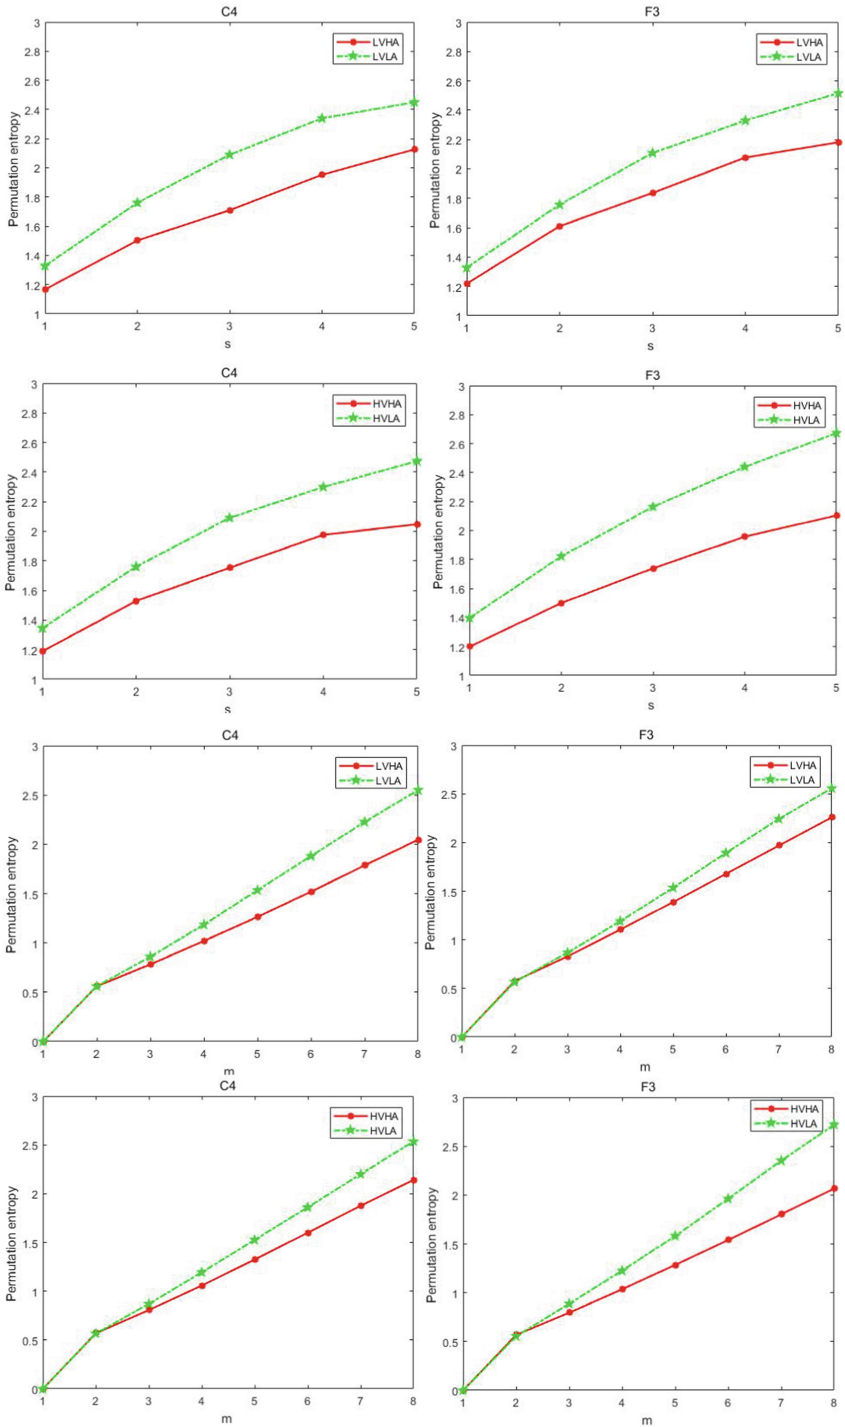 C4
3
2.8
2.6
2.4
2.2
2
1.8
1.6
1.4
1.2
1
Permutation entropy
LVHA
LVLA
1 2 3 4 5
s
F3
3
2.8
2.6
2.4
2.2
2
1.8
1.6
1.4
1.2
1
Permutation entropy
LVHA
LVLA
1 2 3 4 5
s
C4
3
2.8
2.6
2.4
2.2
2
1.8
1.6
1.4
1.2
1
Permutation entropy
HVHA
HVLA
1 2 3 4 5
s
F3
3
2.8
2.6
2.4
2.2
2
1.8
1.6
1.4
1.2
1
Permutation entropy
HVHA
HVLA
1 2 3 4 5
s
C4
3
2.5
2
1.5
1
0.5
0
Permutation entropy
LVHA
LVLA
1 2 3 4 5 6 7 8
m
F3
3
2.5
2
1.5
1
0.5
0
Permutation entropy
LVHA
LVLA
1 2 3 4 5 6 7 8
m
C4
3
2.5
2
1.5
1
0.5
0
Permutation entropy
HVHA
HVLA
1 2 3 4 5 6 7 8
m
F3
3
2.5
2
1.5
1
0.5
0
Permutation entropy
HVHA
HVLA
1 2 3 4 5 6 7 8
m